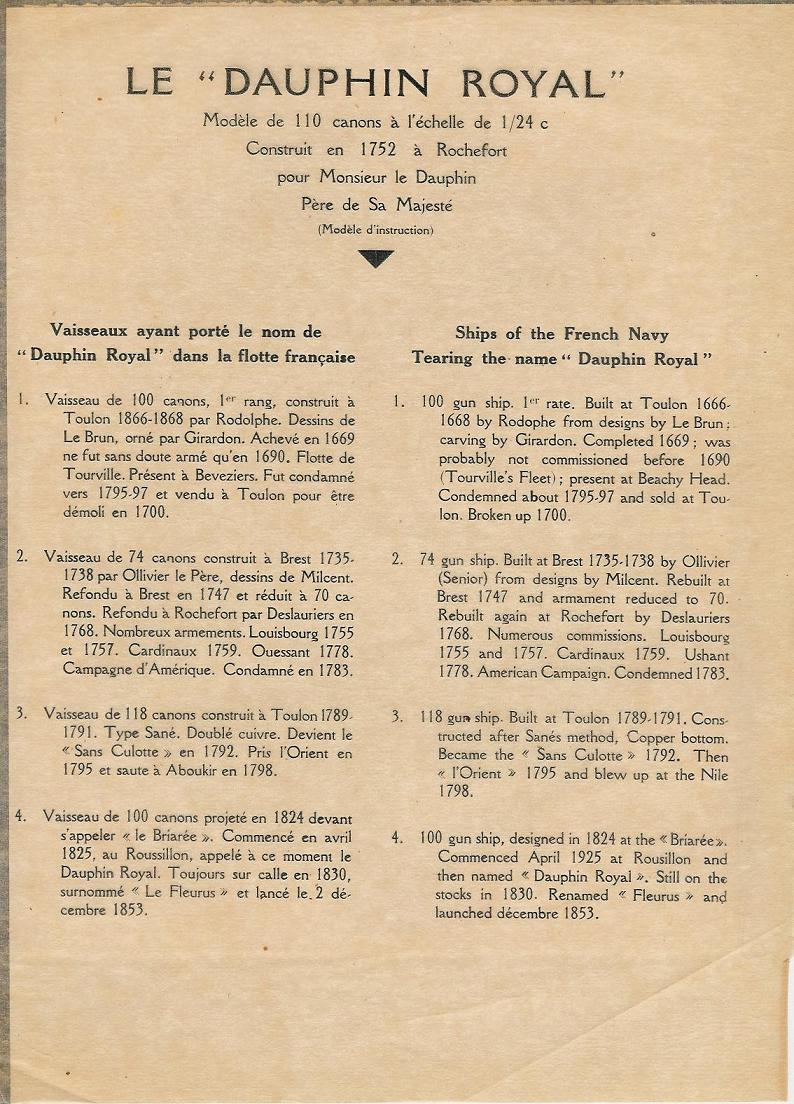 LE "DAUPHIN ROYAL"
Modèle de 110 canons à l'échelle de 1/24 c
Construit en 1752 à Rochefort
pour Monsieur le Dauphin
Père de Sa Majesté
(Modèle d'instruction)
Vaisseaux ayant porté le nom de
"Dauphin Royal" dans la flotte française
1. Vaisseau de 100 canons, 1er rang, construit à
Toulon 1866-1868 par Rodolphe. Dessins de
Le Brun, orné par Girardon. Achevé en 1669
ne fut sans doute armé qu'en 1690. Flotte de
Tourville. Présent à Beveziers. Fut condamné
vers 1795-97 et vendu à Toulon pour être
démoli en 1700.
2. Vaisseau de 74 canons construit à Brest 1735-
1738 par Ollivier le Père, dessins de Milcent.
Refondu à Brest en 1747 et réduit à 70 ca-
nons. Refondu à Rochefort par Deslauriers en
1768. Nombreux armements. Louisbourg 1755
et 1757. Cardinaux 1759. Ouessant 1778.
Campagne d'Amérique. Condamné en 1783.
3. Vaisseau de 118 canons construit à Toulon 1789-
1791. Type Sané. Doublé cuivre. Devient le
« Sans Culotte » en 1792. Pris l'Orient en
1795 et saute à Aboukir en 1798.
4. Vaisseau de 100 canons projeté en 1824 devant
s'appeler « le Briarée ». Commencé en avril
1825, au Roussillon, appelé à ce moment le
Dauphin Royal. Toujours sur calle en 1830,
surnommé « Le Fleurus » et lancé le 2 dé-
cembre 1853.
Ships of the French Navy
Tearing the name " Dauphin Royal "
1. 100 gun ship. 1er rate. Built at Toulon 1666-
1668 by Rodophe from designs by Le Brun ;
carving by Girardon. Completed 1669 ; was
probably not commissioned before 1690
(Tourville's Fleet) ; present at Beachy Head.
Condemned about 1795-97 and sold at Tou-
lon. Broken up 1700.
2. 74 gun ship. Built at Brest 1735-1738 by Ollivier
(Senior) from designs by Milcent. Rebuilt at
Brest 1747 and armament reduced to 70.
Rebuilt again at Rochefort by Deslauriers
1768. Numerous commissions. Louisbourg
1755 and 1757. Cardinaux 1759. Ushant
1778. American Campaign. Condemned 1783.
3. 118 gun ship. Built at Toulon 1789-1791. Cons-
tructed after Sanés method, Copper bottom.
Became the « Sans Culotte » 1792. Then
« l'Orient » 1795 and blew up at the Nile
1798.
4. 100 gun ship, designed in 1824 at the « Briarée».
Commenced April 1925 at Rousillon and
then named « Dauphin Royal ». Still on the
stocks in 1830. Renamed « Fleurus » and
launched décembre 1853.